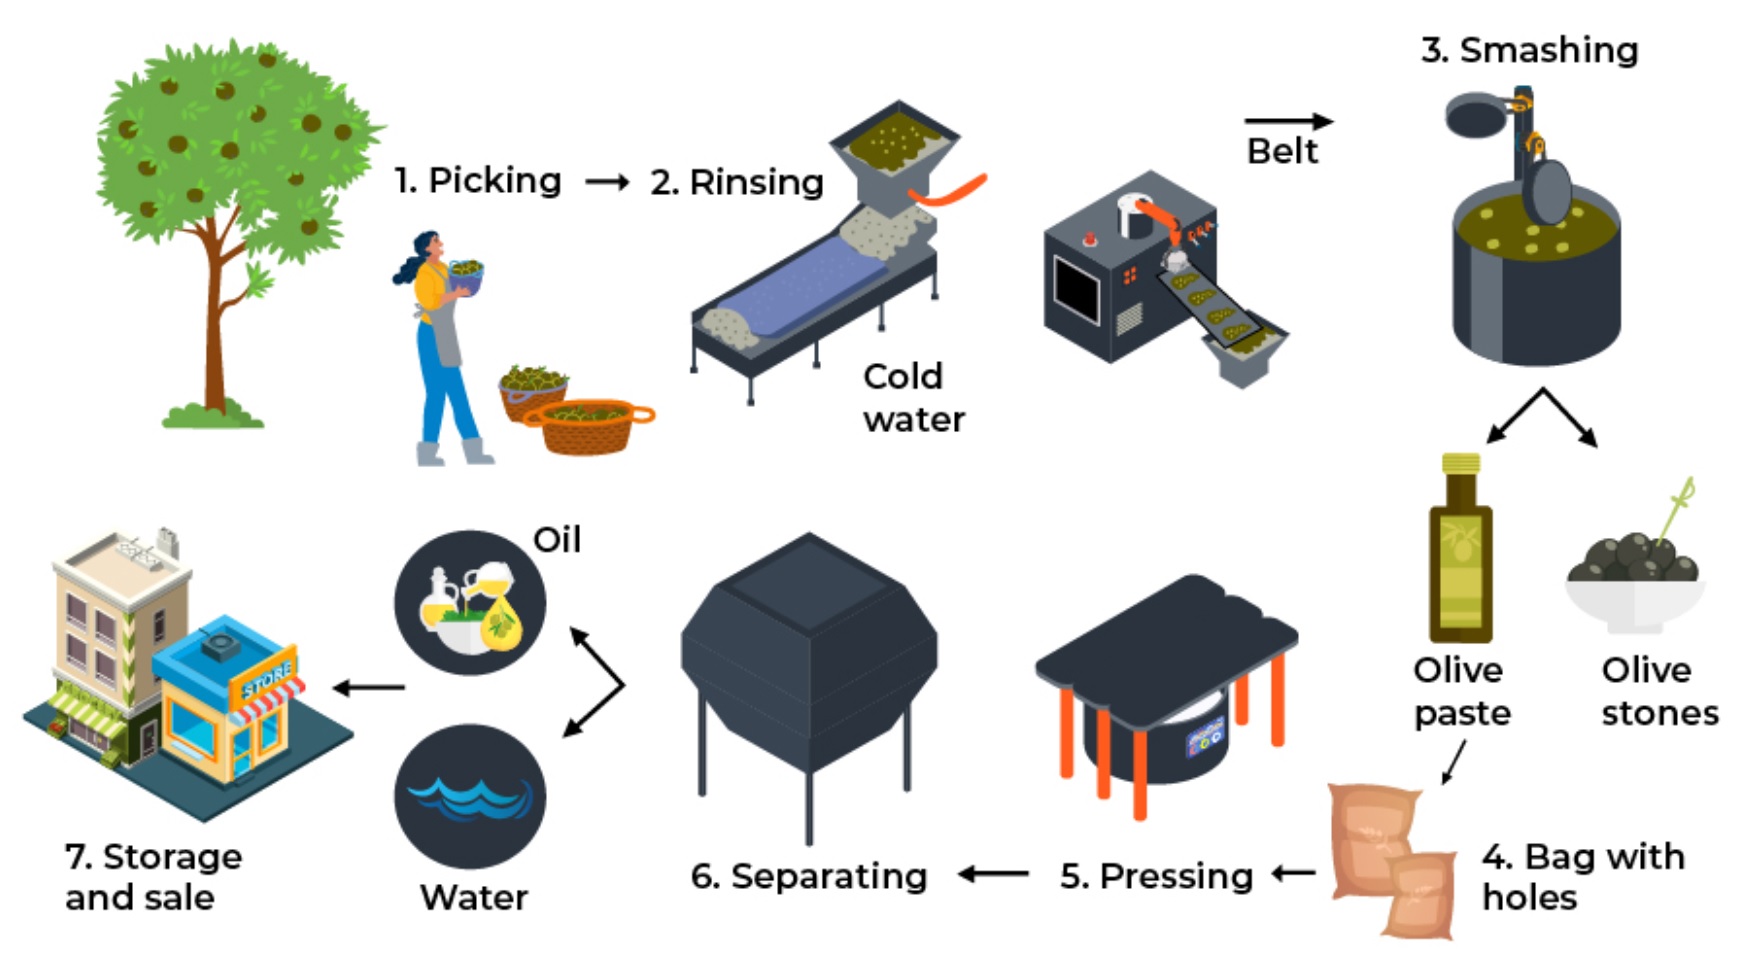 3. Smashing
1. Picking
2. Rinsing
Belt
Cold
water
Olive
paste
Olive
stones
4. Bag with
holes
5. Pressing
6. Separating
Oil
Water
STORE
7. Storage
and sale